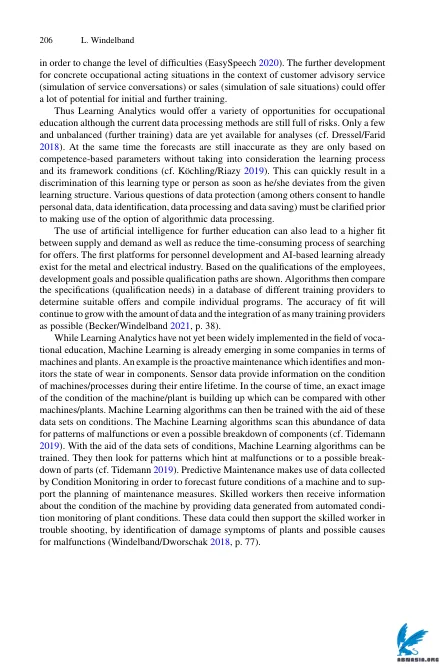 206 L. Windelband
in order to change the level of difficulties (EasySpeech 2020). The further development
for concrete occupational acting situations in the context of customer advisory service
(simulation of service conversations) or sales (simulation of sale situations) could offer
a lot of potential for initial and further training.
Thus Learning Analytics would offer a variety of opportunities for occupational
education although the current data processing methods are still full of risks. Only a few
and unbalanced (further training) data are yet available for analyses (cf. Dressel/Farid
2018). At the same time the forecasts are still inaccurate as they are only based on
competence-based parameters without taking into consideration the learning process
and its framework conditions (cf. Köchling/Riazy 2019). This can quickly result in a
discrimination of this learning type or person as soon as he/she deviates from the given
learning structure. Various questions of data protection (among others consent to handle
personal data, data identification, data processing and data saving) must be clarified prior
to making use of the option of algorithmic data processing.
The use of artificial intelligence for further education can also lead to a higher fit
between supply and demand as well as reduce the time-consuming process of searching
for offers. The first platforms for personnel development and AI-based learning already
exist for the metal and electrical industry. Based on the qualifications of the employees,
development goals and possible qualification paths are shown. Algorithms then compare
the specifications (qualification needs) in a database of different training providers to
determine suitable offers and compile individual programs. The accuracy of fit will
continue to grow with the amount of data and the integration of as many training providers
as possible (Becker/Windelband 2021, p. 38).
While Learning Analytics have not yet been widely implemented in the field of voca-
tional education, Machine Learning is already emerging in some companies in terms of
machines and plants. An example is the proactive maintenance which identifies and mon-
itors the state of wear in components. Sensor data provide information on the condition
of machines/processes during their entire lifetime. In the course of time, an exact image
of the condition of the machine/plant is building up which can be compared with other
machines/plants. Machine Learning algorithms can then be trained with the aid of these
data sets on conditions. The Machine Learning algorithms scan this abundance of data
for patterns of malfunctions or even a possible breakdown of components (cf. Tidemann
2019). With the aid of the data sets of conditions, Machine Learning algorithms can be
trained. They then look for patterns which hint at malfunctions or to a possible break-
down of parts (cf. Tidemann 2019). Predictive Maintenance makes use of data collected
by Condition Monitoring in order to forecast future conditions of a machine and to sup-
port the planning of maintenance measures. Skilled workers then receive information
about the condition of the machine by providing data generated from automated condi-
tion monitoring of plant conditions. These data could then support the skilled worker in
trouble shooting, by identification of damage symptoms of plants and possible causes
for malfunctions (Windelband/Dworschak 2018, p. 77).